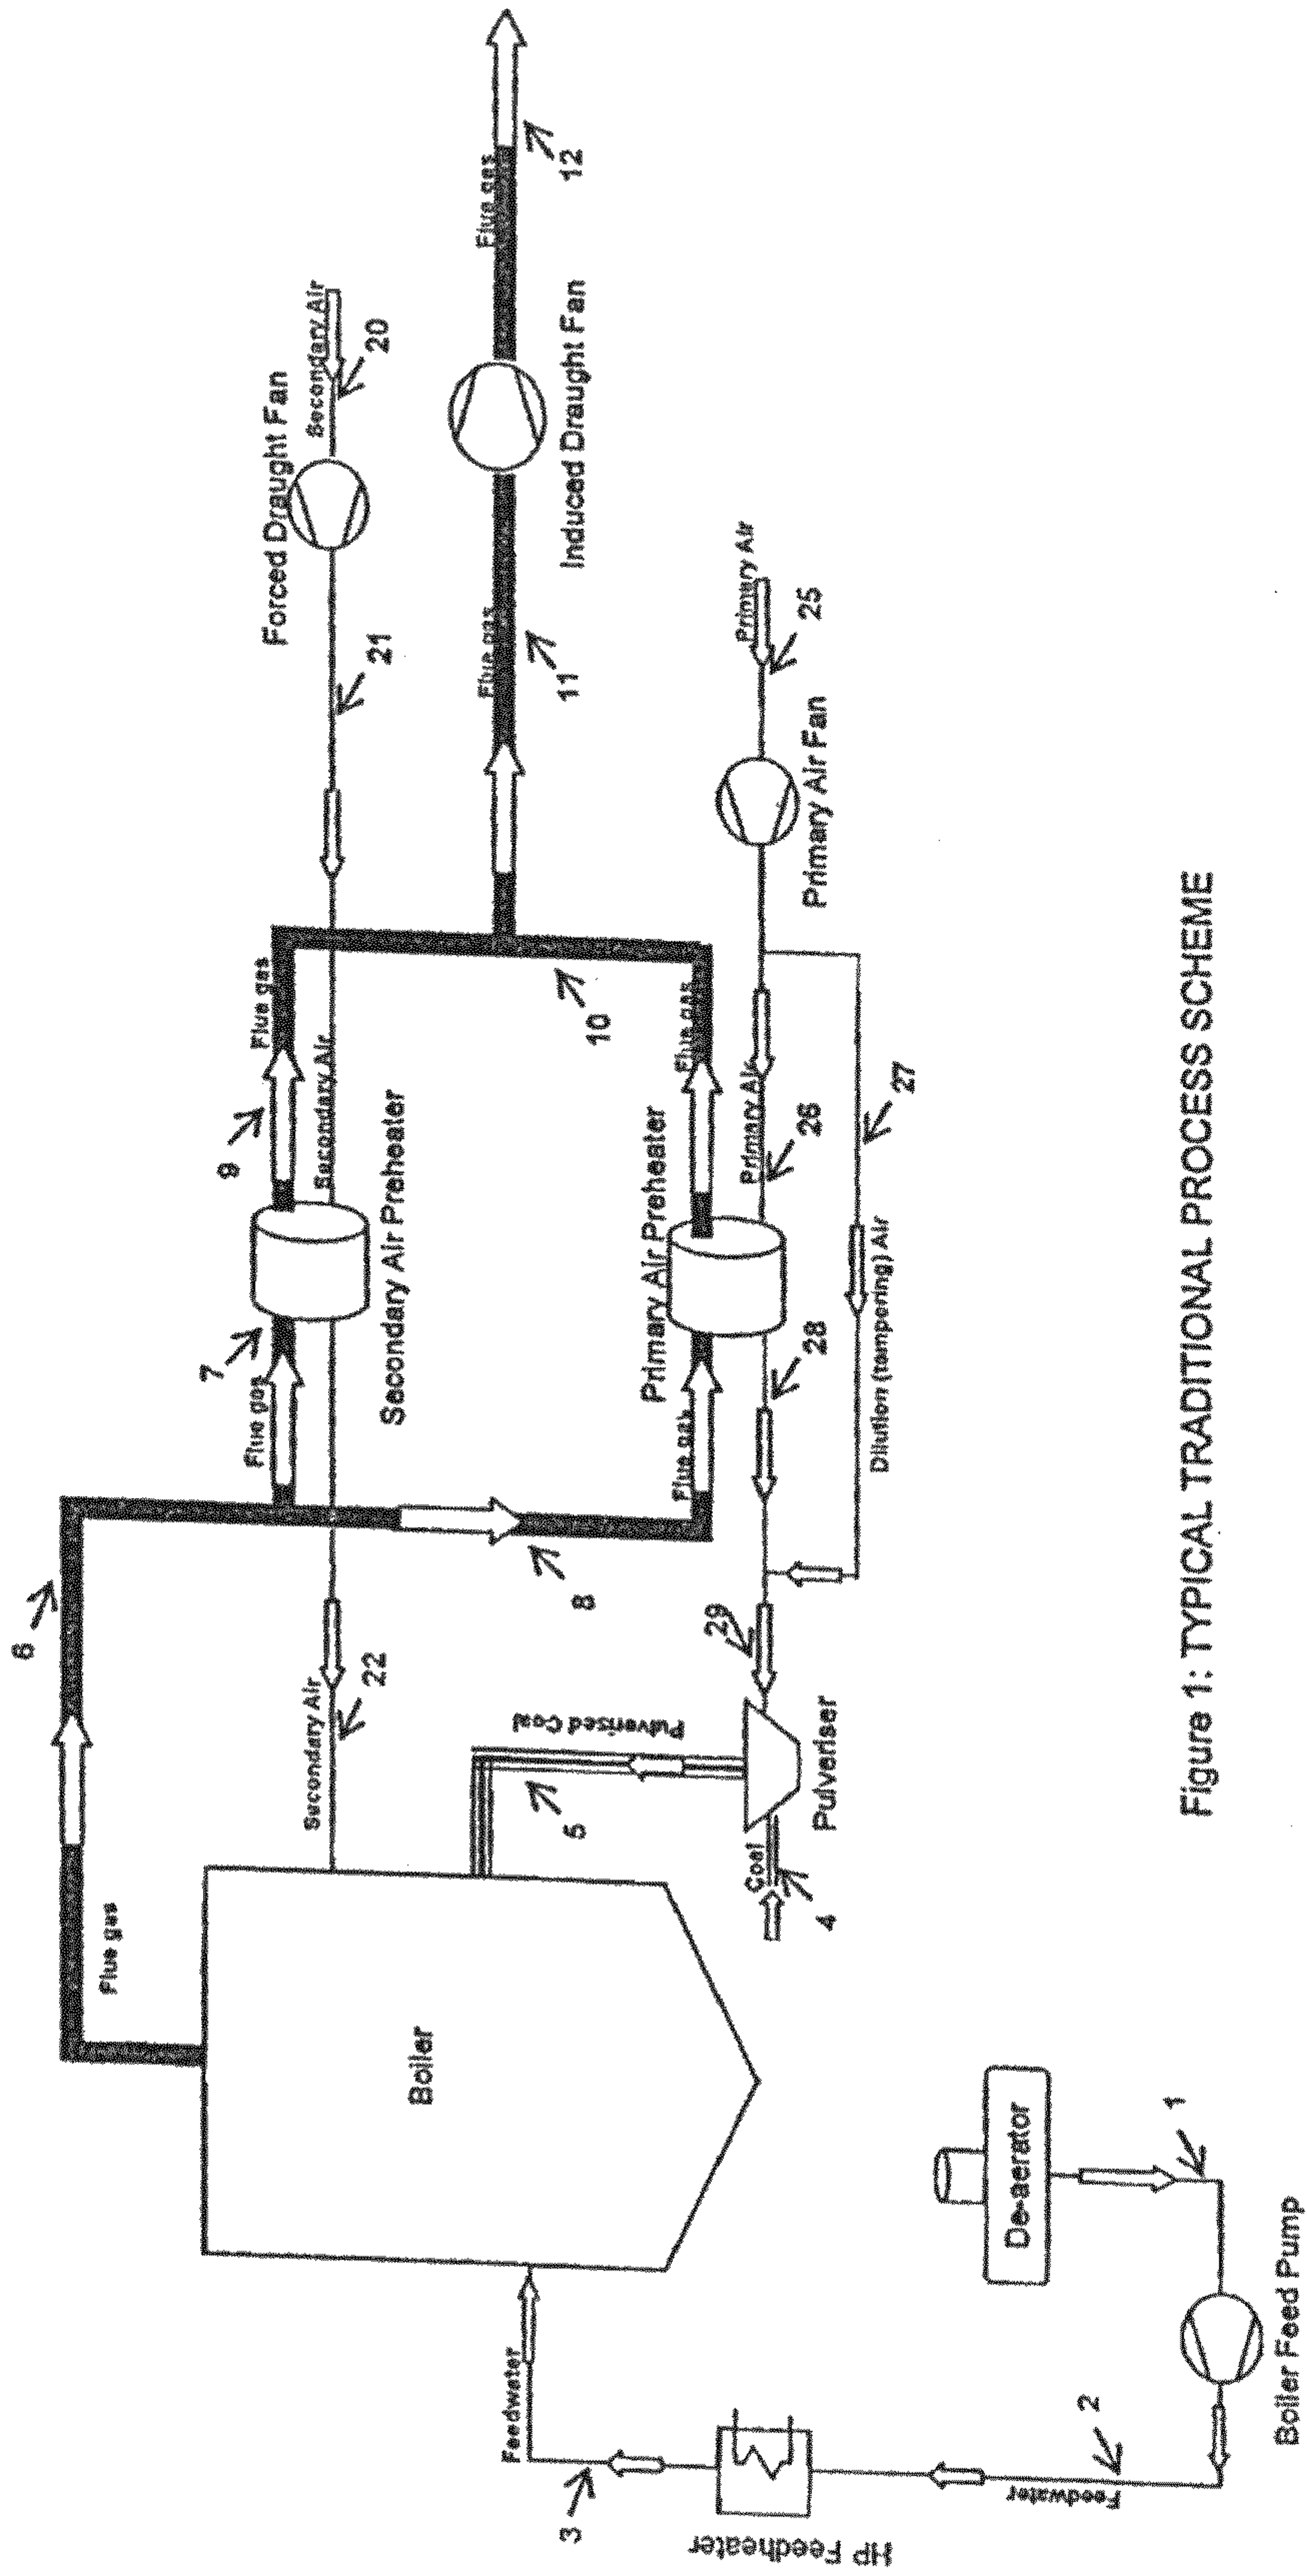 6
Flue gas
Flue gas
7
Flue gas
9
Flue gas
Secondary Air
22
Secondary Air
Secondary Air Preheater
21
Forced Draught Fan
Secondary Air
20
Boiler
Pulverised Coal
5
8
Flue gas
Primary Air Preheater
Flue gas
10
Flue gas
11
Induced Draught Fan
Flue gas
12
Feedwater
3
HP Feedheater
Feedwater
2
Boiler Feed Pump
De-aerator
1
Coal
4
Pulveriser
29
28
Primary Air
26
Dilution (tampering) Air
27
Primary Air Fan
Primary Air
25
Figure 1: TYPICAL TRADITIONAL PROCESS SCHEME